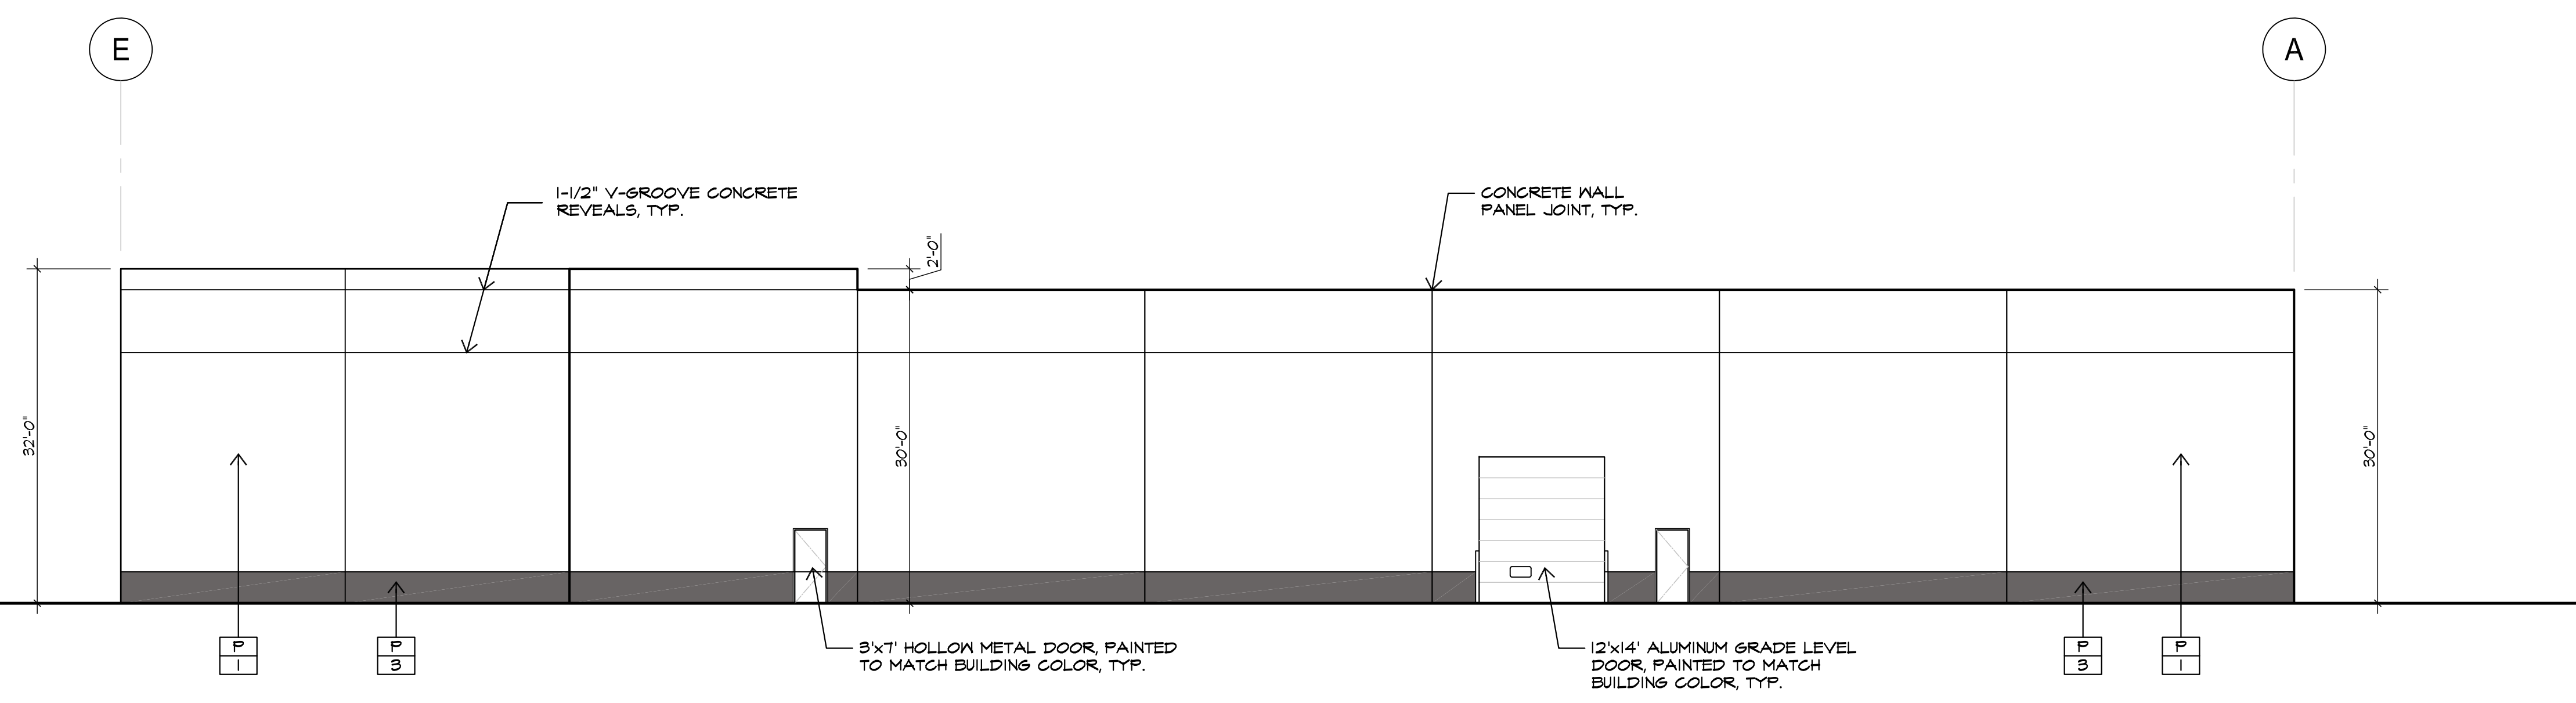 E
A
1-1/2" V-GROOVE CONCRETE
REVEALS, TYP.
CONCRETE WALL
PANEL JOINT, TYP.
2'-0"
32'-0"
30'-0"
30'-0"
P
1
P
3
3'x7' HOLLOW METAL DOOR, PAINTED
TO MATCH BUILDING COLOR, TYP.
12'x14' ALUMINUM GRADE LEVEL
DOOR, PAINTED TO MATCH
BUILDING COLOR, TYP.
P
3
P
1